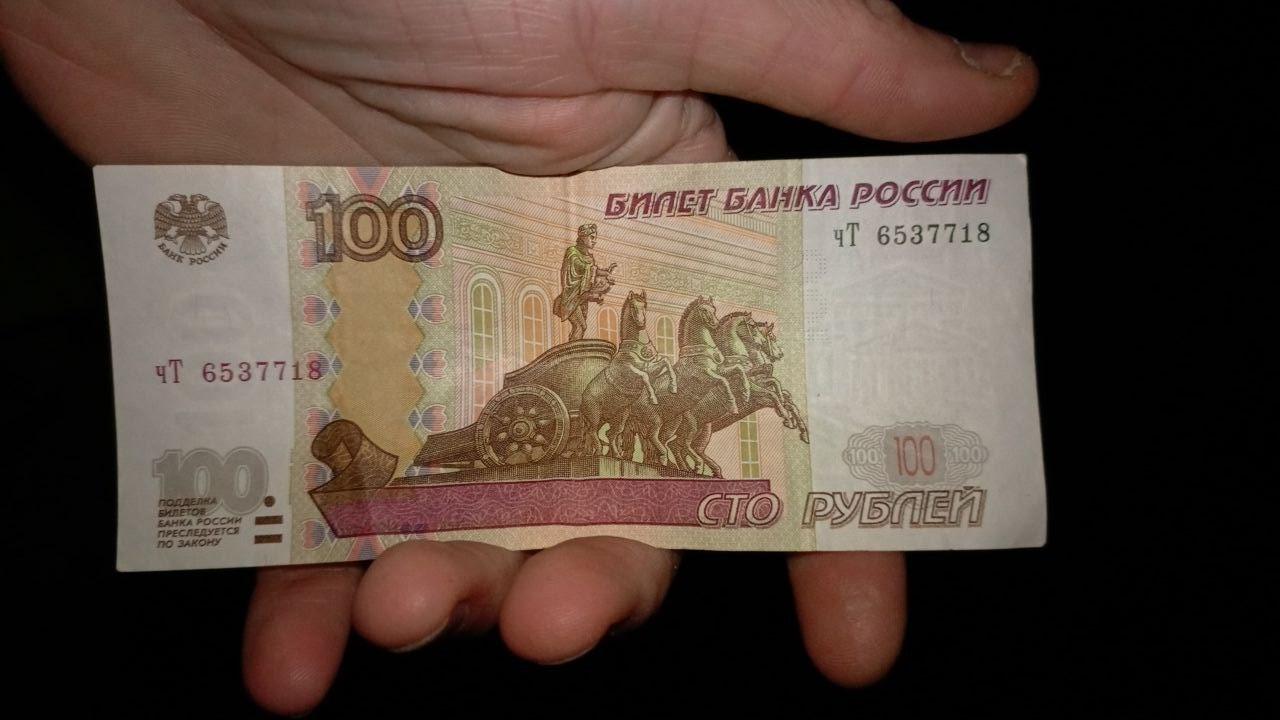 БИЛЕТ БАНКА РОССИИ
чТ 6537718
100
БАНК РОССИИ
чТ 6537718
100
100 100 100
ПОДДЕЛКА
БИЛЕТОВ
БАНКА РОССИИ
ПРЕСЛЕДУЕТСЯ
ПО ЗАКОНУ
СТО РУБЛЕЙ